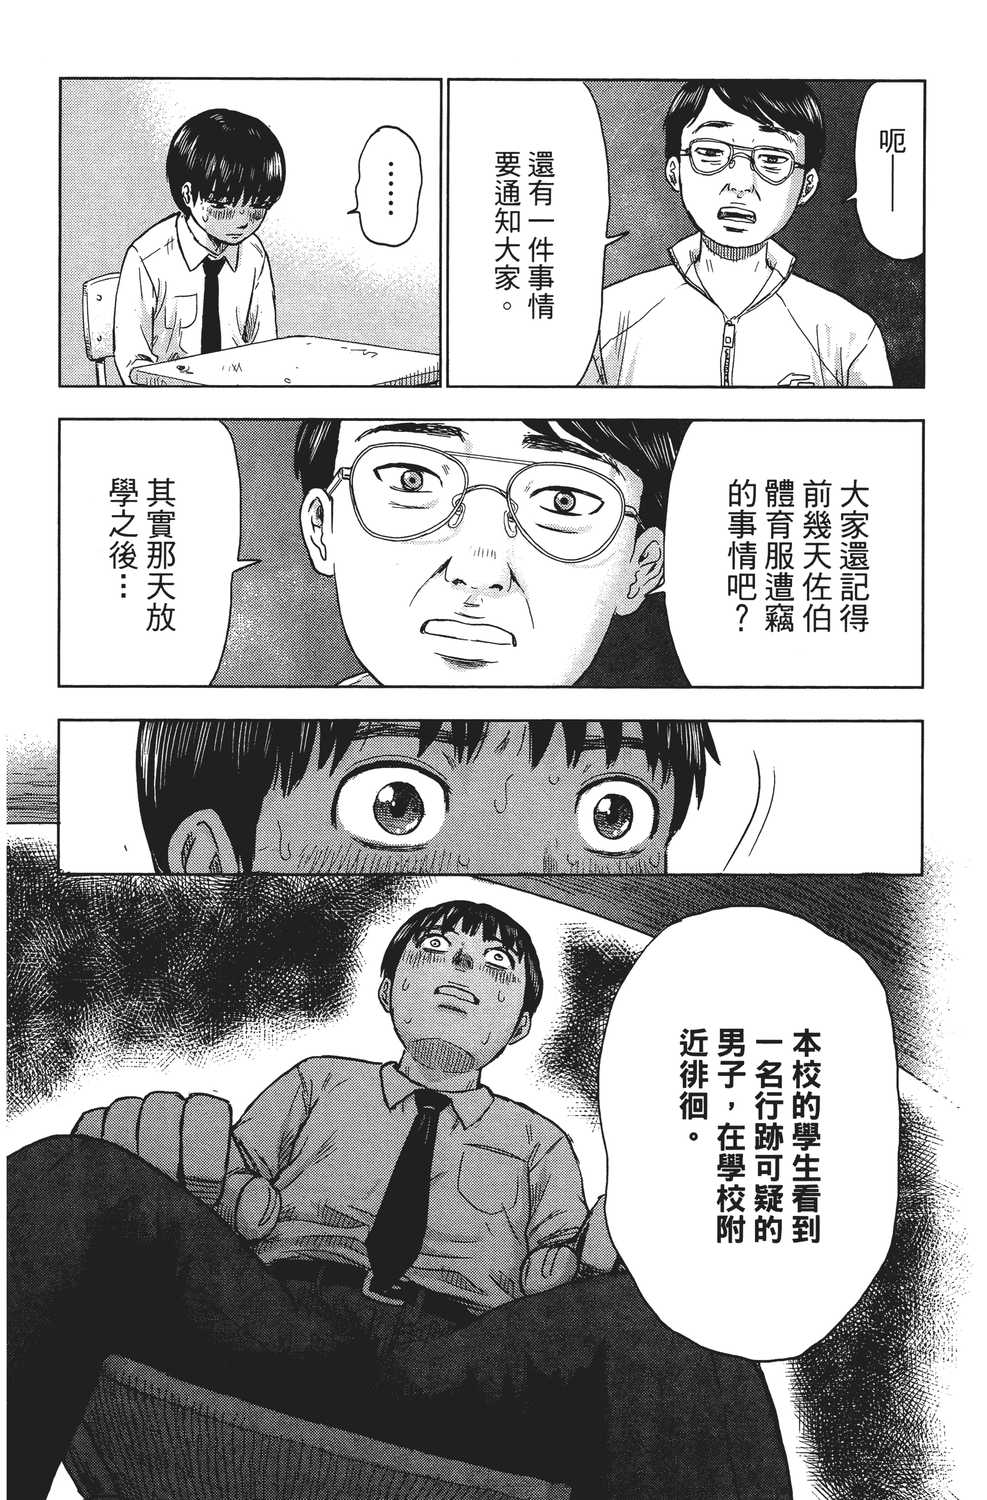 呃——
還有一件事情
要通知大家。
……
大家還記得
前幾天佐伯
體育服遭竊
的事情吧？
其實那天放
學之後…
本校的學生看到
一名行跡可疑的
男子，在學校附
近徘徊。